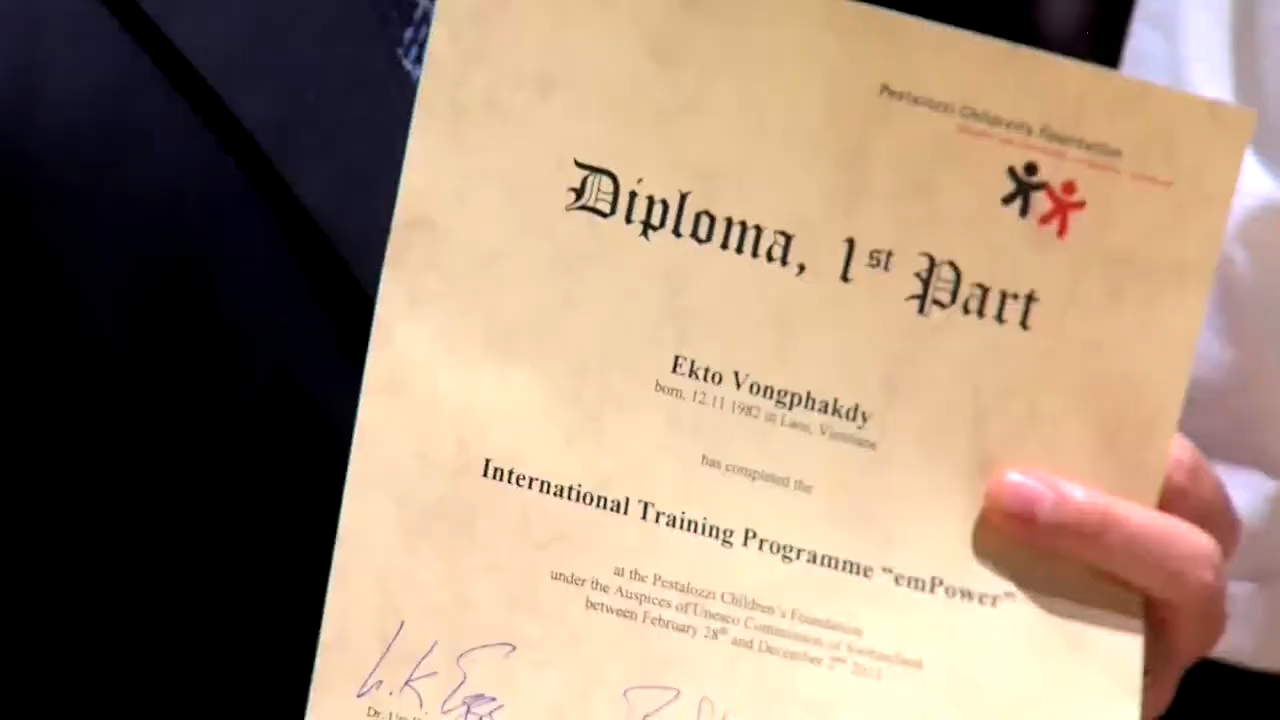 Pestalozzi Children's Foundation
Diploma, 1st Part
Ekto Vongphakdy
born, 12.11 1982 in Laos, Vientiane
has completed the
International Training Programme "emPower"
at the Pestalozzi Children's Foundation
under the Auspices of Unesco Commission of Switzerland
between February 28th and December 2nd 2011
Dr.